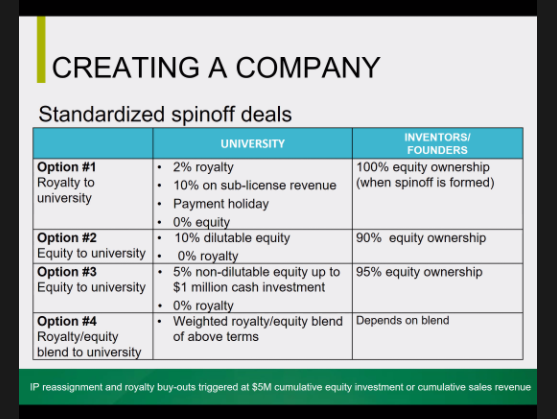 CREATING A COMPANY
Standardized spinoff deals
UNIVERSITY
INVENTORS/
FOUNDERS
Option #1
Royalty to
university
• 2% royalty
• 10% on sub-license revenue
• Payment holiday
• 0% equity
100% equity ownership
(when spinoff is formed)
Option #2
Equity to university
• 10% dilutable equity
• 0% royalty
90% equity ownership
Option #3
Equity to university
• 5% non-dilutable equity up to
$1 million cash investment
• 0% royalty
95% equity ownership
Option #4
Royalty/equity
blend to university
• Weighted royalty/equity blend
of above terms
Depends on blend
IP reassignment and royalty buy-outs triggered at $5M cumulative equity investment or cumulative sales revenue